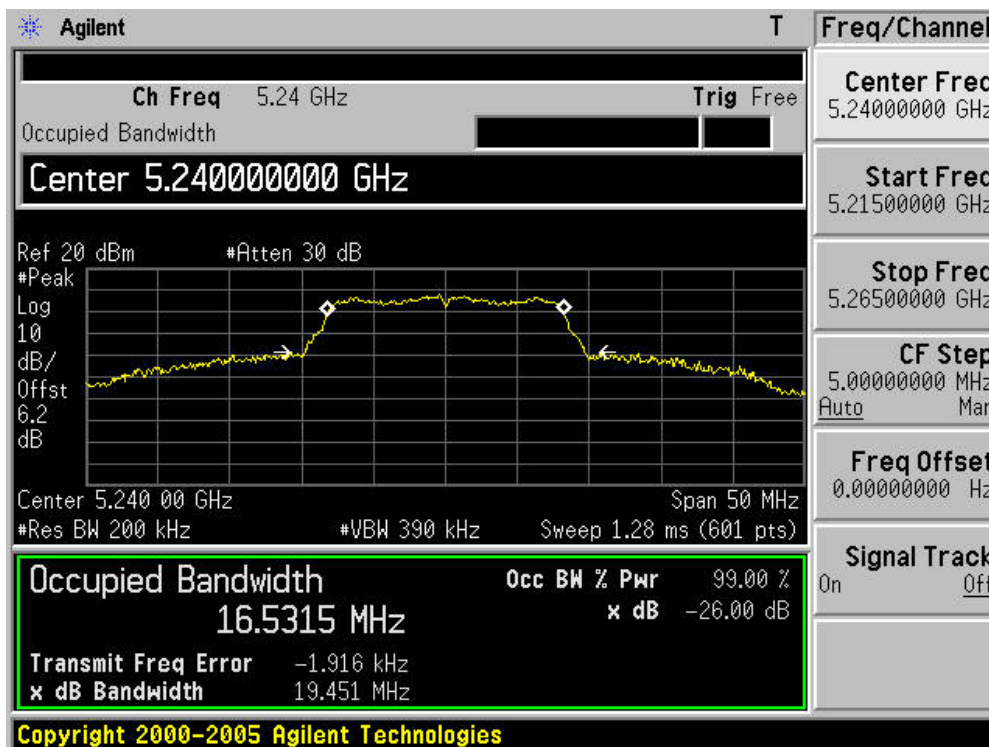 Agilent T Freq/Channel
Ch Freq 5.24 GHz Trig Free
Occupied Bandwidth
Center 5.240000000 GHz
Ref 20 dBm #Atten 30 dB
#Peak
Log
10
dB/
Offst
6.2
dB
Center 5.240 00 GHz Span 50 MHz
#Res BW 200 kHz #VBW 390 kHz Sweep 1.28 ms (601 pts)
Occupied Bandwidth Occ BW % Pwr 99.00 %
16.5315 MHz x dB -26.00 dB
Transmit Freq Error -1.916 kHz
x dB Bandwidth 19.451 MHz
Copyright 2000-2005 Agilent Technologies
Center Freq
5.24000000 GHz
Start Freq
5.21500000 GHz
Stop Freq
5.26500000 GHz
CF Step
5.00000000 MHz
Auto Man
Freq Offset
0.00000000 Hz
Signal Track
On Off